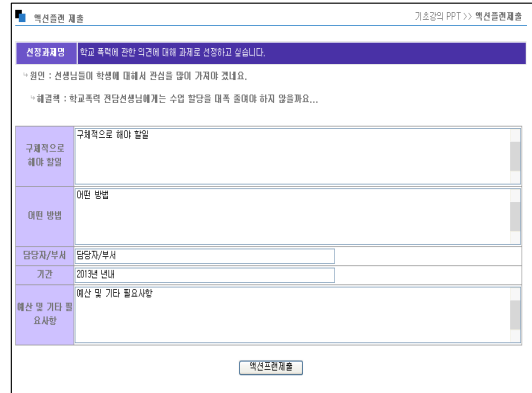 액션플랜 제출
기초강의 PPT >> 액션플랜제출
선정과제명 학교 폭력에 관한 의견에 대해 과제로 선정하고 싶습니다.
원인 : 선생님들이 학생에 대해서 관심을 많이 가져야 겠네요.
해결책 : 학교폭력 전담선생님에게는 수업 할당을 대폭 줄여야 하지 않을까요...
구체적으로
해야 할일
구체적으로 해야 할일
어떤 방법
어떤 방법
담당자/부서 담당자/부서
기간 2013년 년내
예산 및 기타 필
요사항
예산 및 기타 필요사항
액션프랜제출